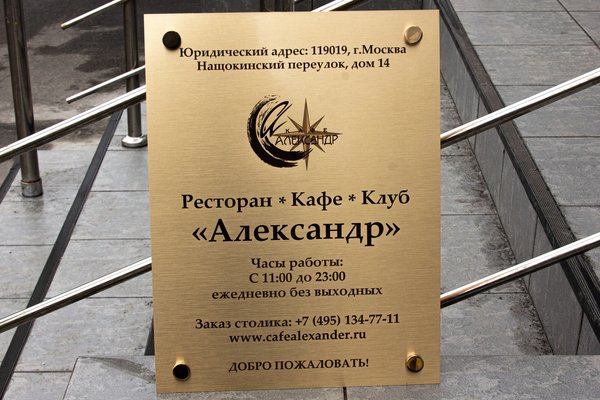 Юридический адрес: 119019, г.Москва
Нащокинский переулок, дом 14
АЛЕКСАНДР
Ресторан * Кафе * Клуб
«Александр»
Часы работы:
С 11:00 до 23:00
ежедневно без выходных
Заказ столика: +7 (495) 134-77-11
www.cafealexander.ru
ДОБРО ПОЖАЛОВАТЬ!